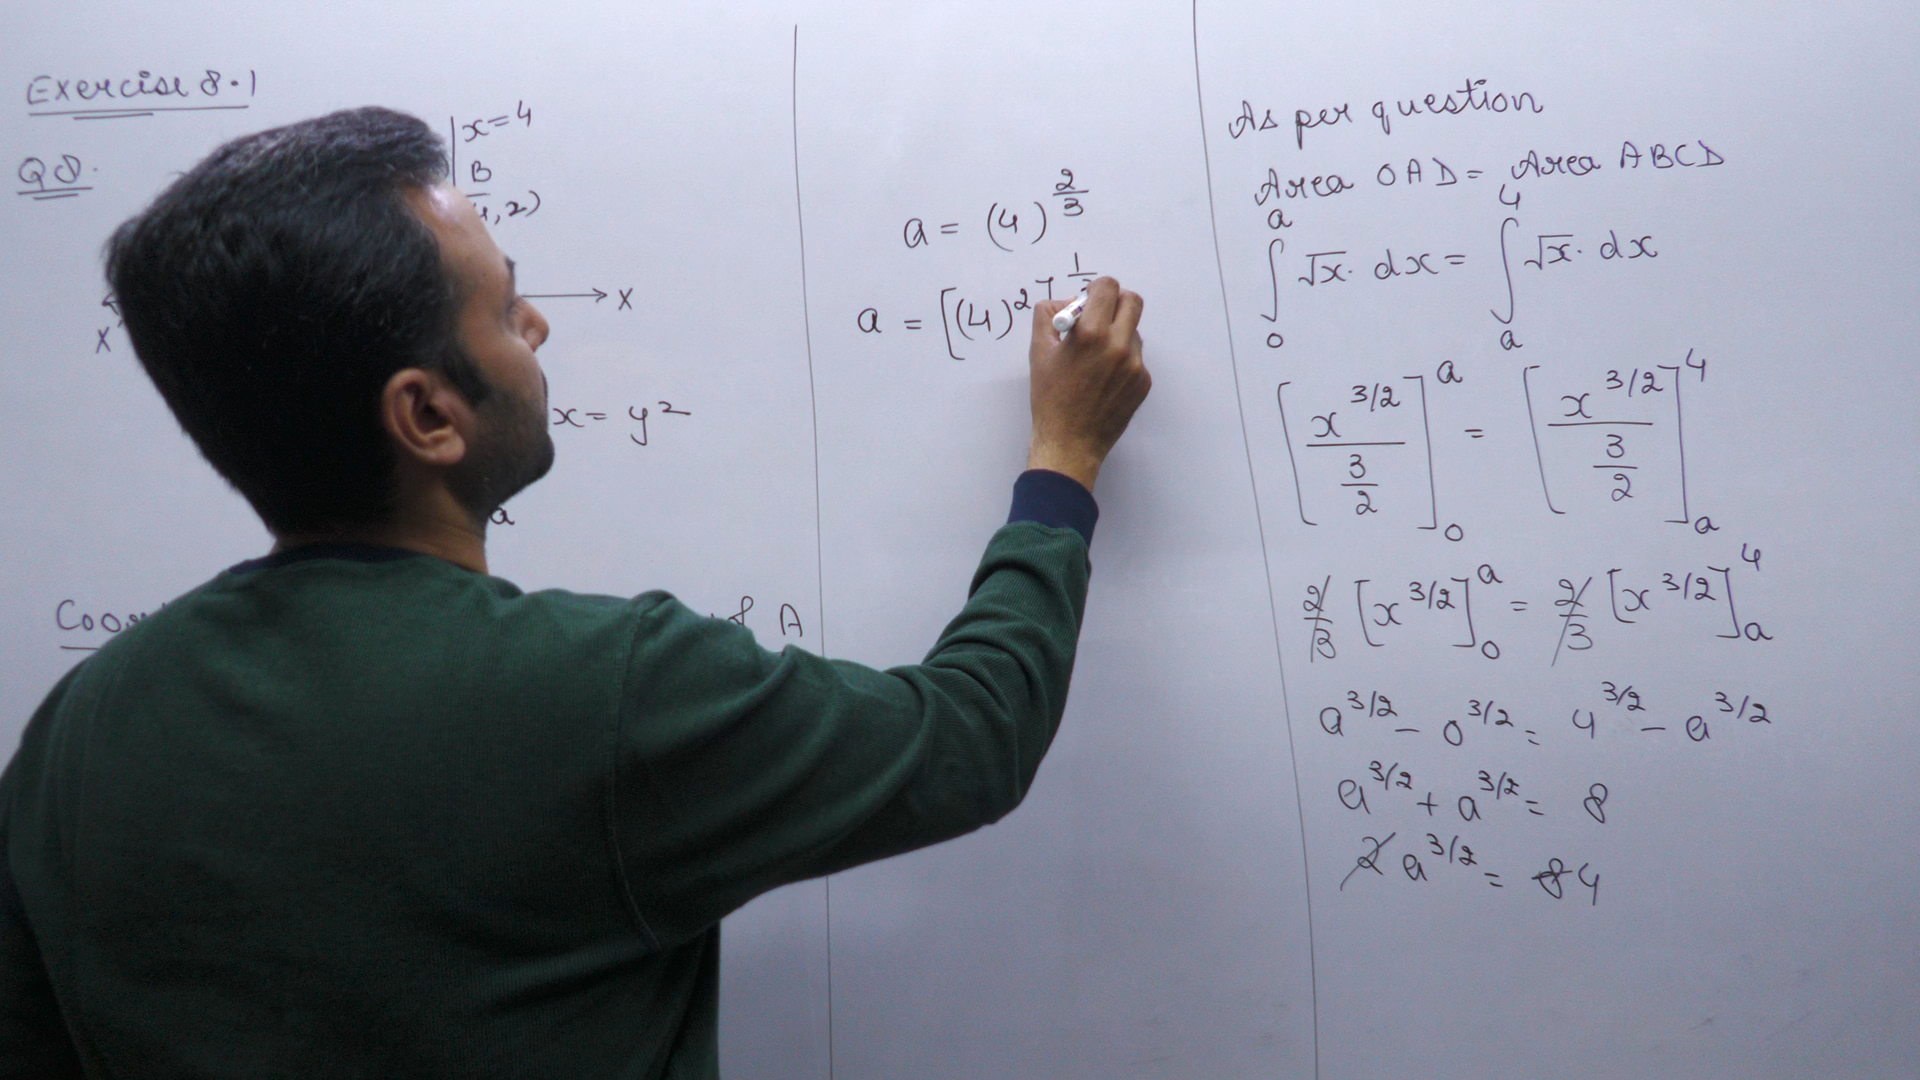 Exercise 8.1
Q8.
x=4
B
,2)
X
X'
x = y²
a
of A
a = (4)^(2/3)
a = [(4)²]^1
As per question
Area OAD = Area ABCD
∫₀ᵃ √x. dx = ∫ₐ⁴ √x. dx
[x^(3/2) / (3/2)]₀ᵃ = [x^(3/2) / (3/2)]ₐ⁴
2/3 [x^(3/2)]₀ᵃ = 2/3 [x^(3/2)]ₐ⁴
a^(3/2) - 0^(3/2) = 4^(3/2) - a^(3/2)
a^(3/2) + a^(3/2) = 8
2 a^(3/2) = 8 4